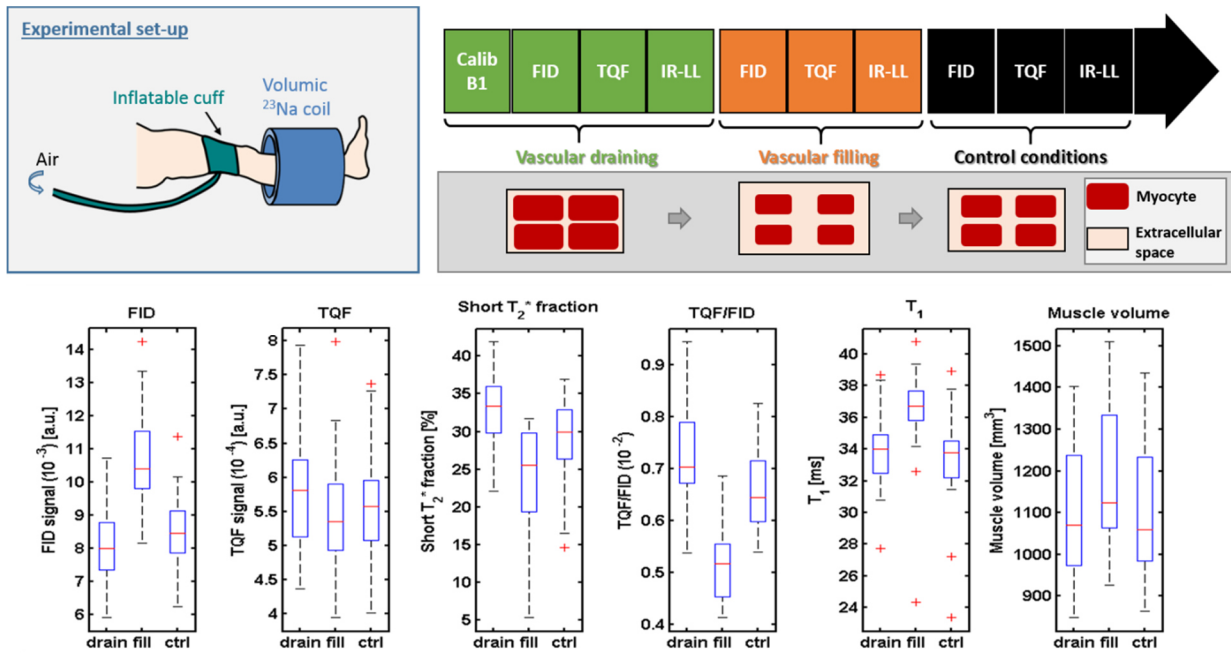 Experimental set-up
Inflatable cuff
Volumic
²³Na coil
Air
Calib
B1
FID
TQF
IR-LL
FID
TQF
IR-LL
FID
TQF
IR-LL
Vascular draining
Vascular filling
Control conditions
Myocyte
Extracellular
space
FID
FID signal (10⁻³) [a.u.]
14
13
12
11
10
9
8
7
6
drain fill ctrl
TQF
TQF signal (10⁻⁴) [a.u.]
8
7.5
7
6.5
6
5.5
5
4.5
4
drain fill ctrl
Short T₂* fraction
Short T₂* fraction [%]
40
35
30
25
20
15
10
5
drain fill ctrl
TQF/FID
TQF/FID (10⁻²)
0.9
0.8
0.7
0.6
0.5
0.4
drain fill ctrl
T₁
T₁ [ms]
40
38
36
34
32
30
28
26
24
drain fill ctrl
Muscle volume
Muscle volume [mm³]
1500
1400
1300
1200
1100
1000
900
drain fill ctrl